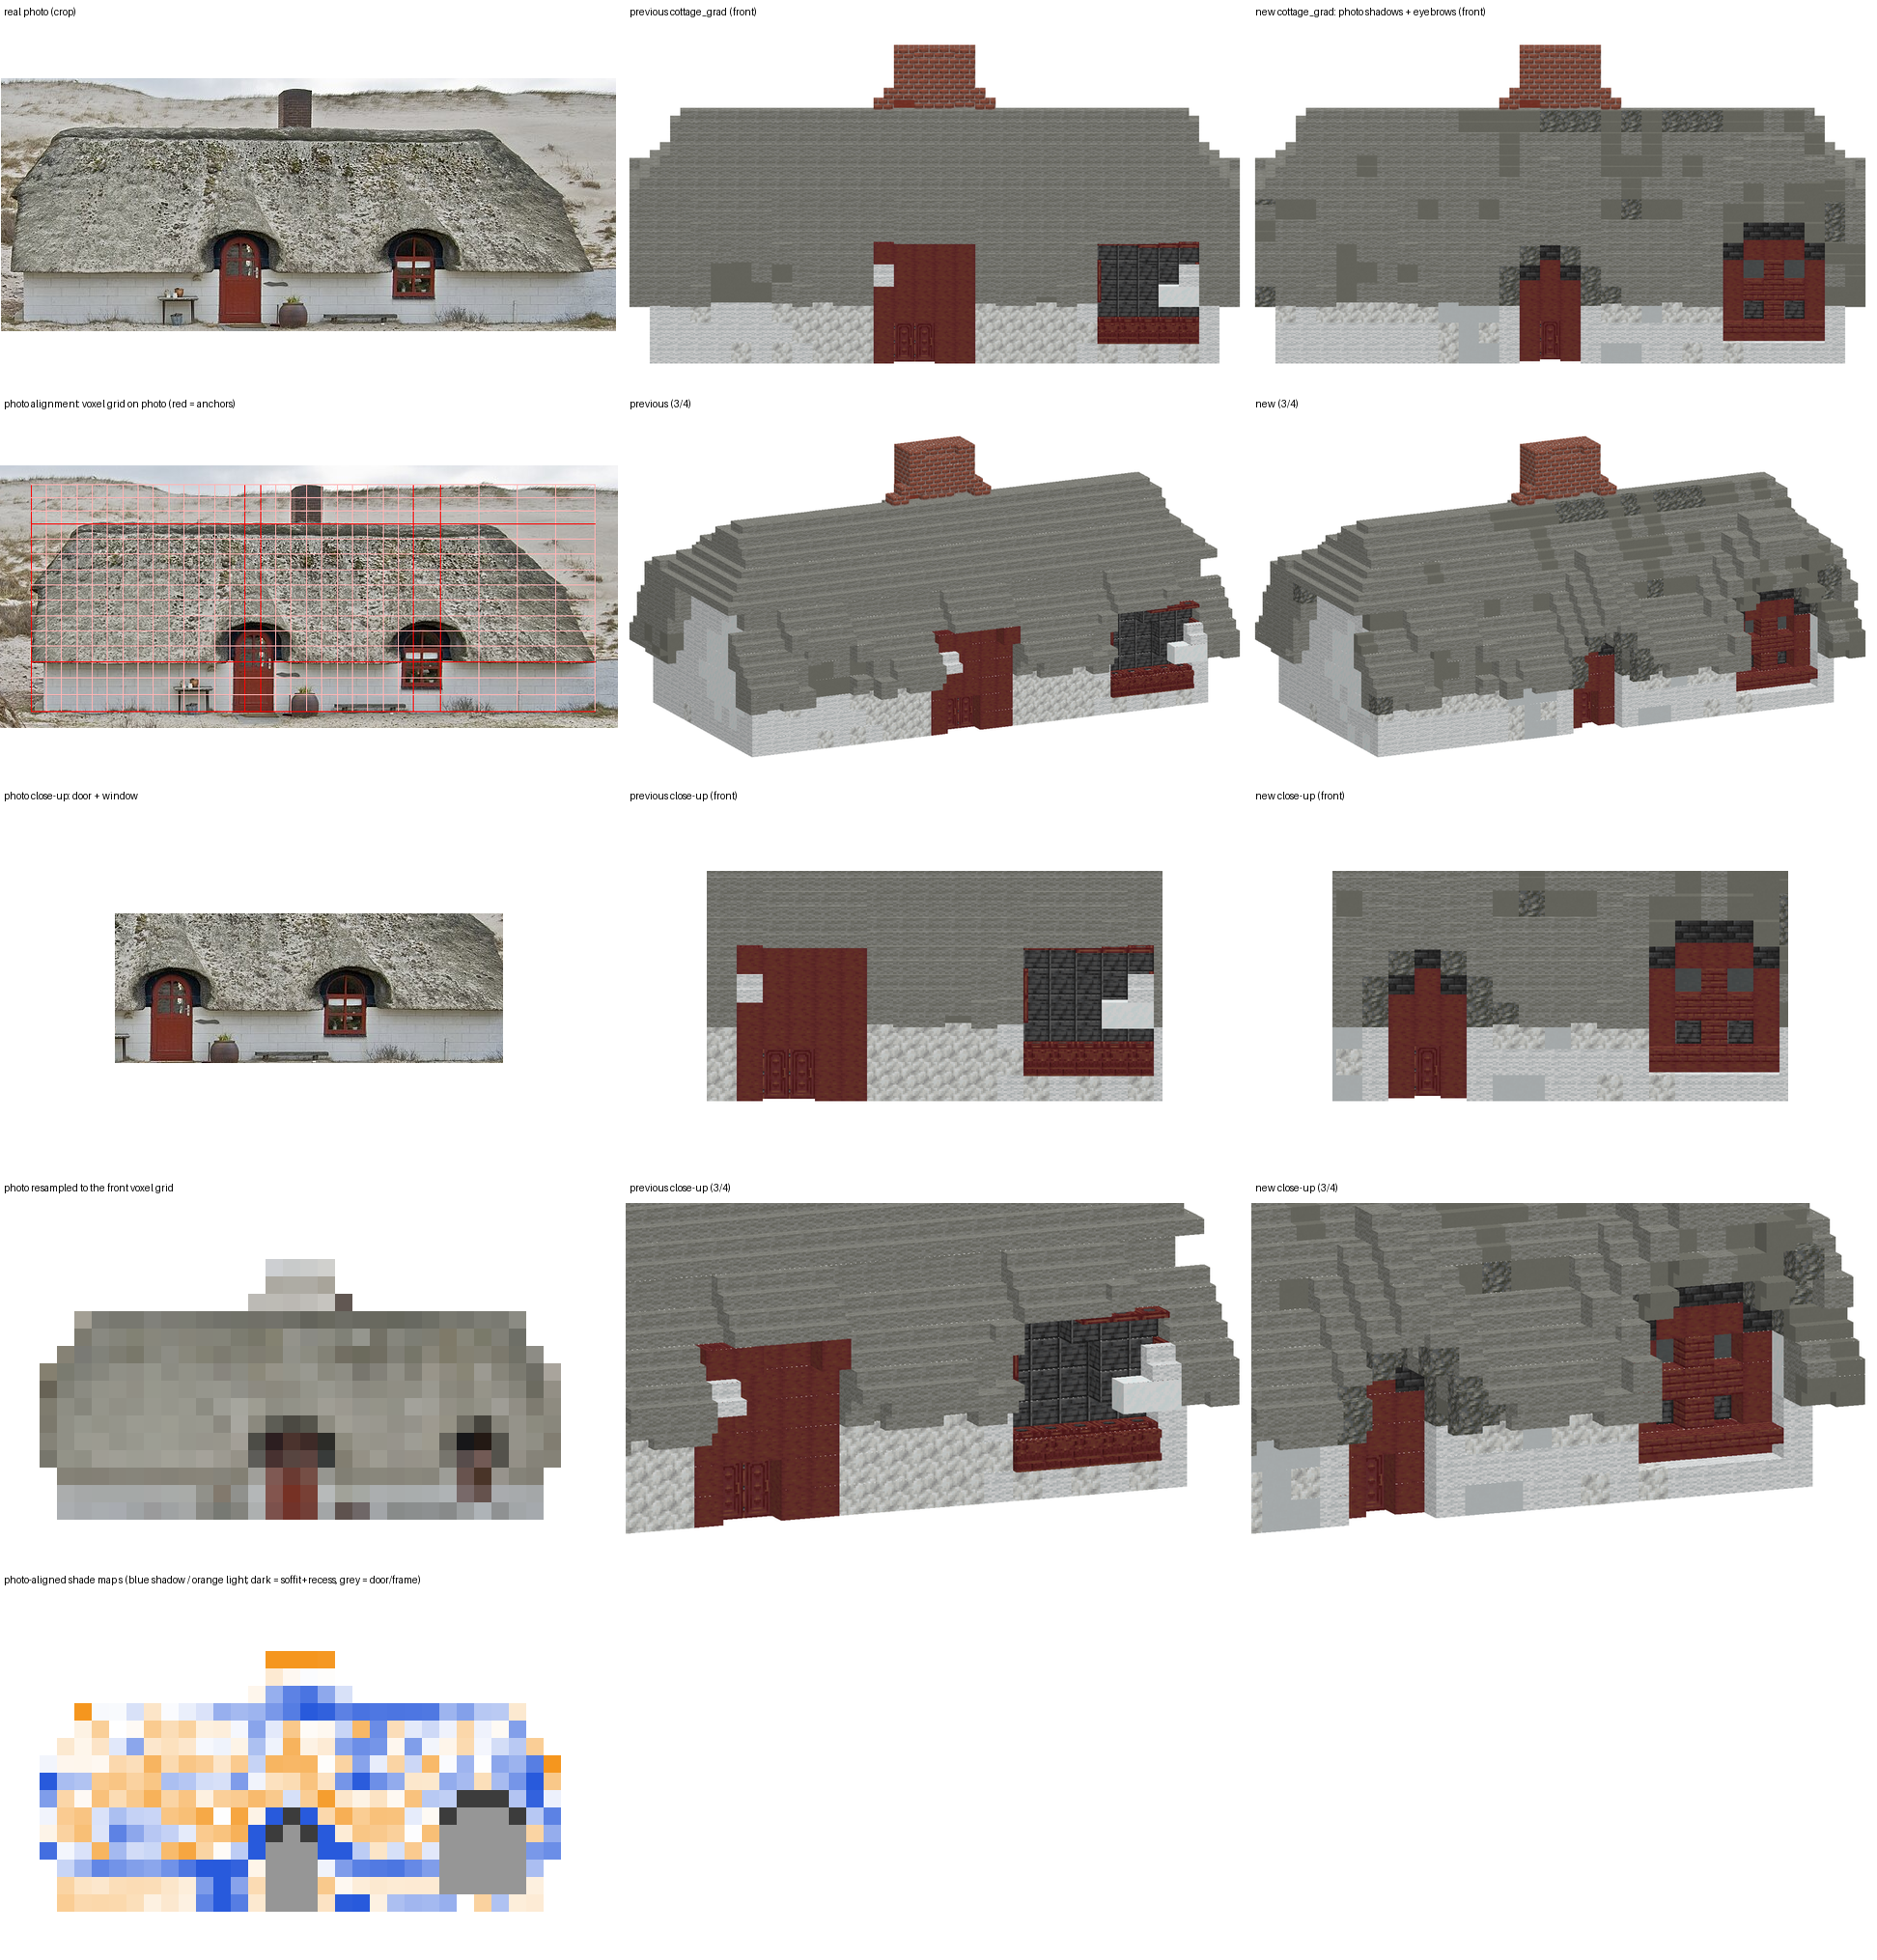 real photo (crop)
previous cottage_grad (front)
new cottage_grad: photo shadows + eyebrows (front)
photo alignment: voxel grid on photo (red = anchors)
previous (3/4)
new (3/4)
photo close-up: door + window
previous close-up (front)
new close-up (front)
photo resampled to the front voxel grid
previous close-up (3/4)
new close-up (3/4)
photo-aligned shade maps (blue shadow / orange light; dark = soffit+recess, grey = door/frame)